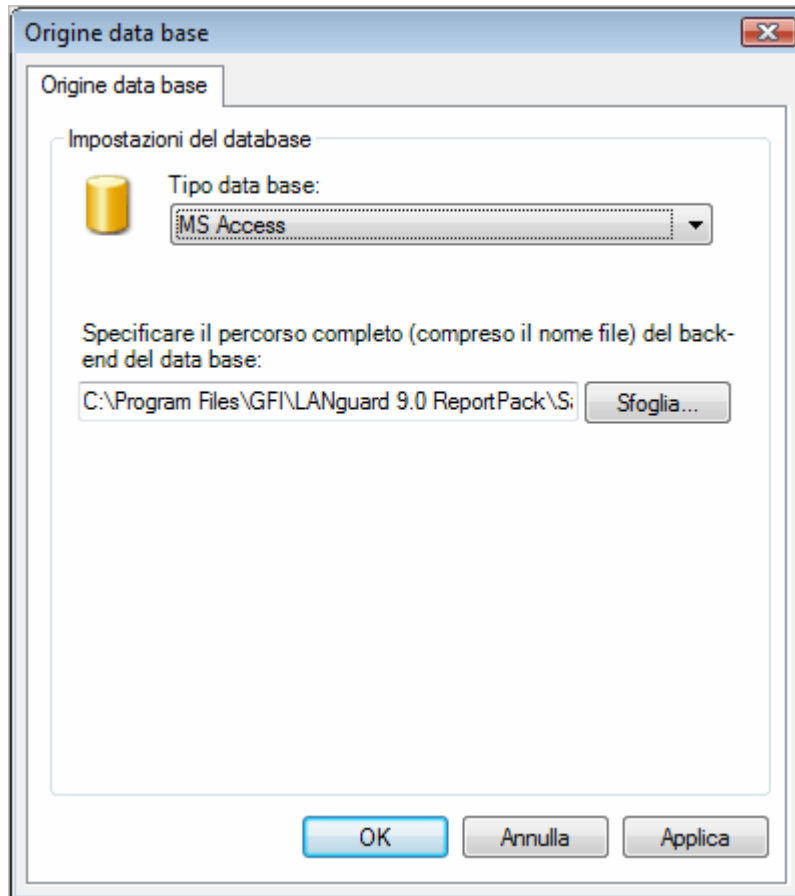 Origine data base
Origine data base
Impostazioni del database
Tipo data base:
MS Access
Specificare il percorso completo (compreso il nome file) del back-
end del data base:
C:\Program Files\GFI\LANguard 9.0 ReportPack\Sa
Sfoglia...
OK
Annulla
Applica